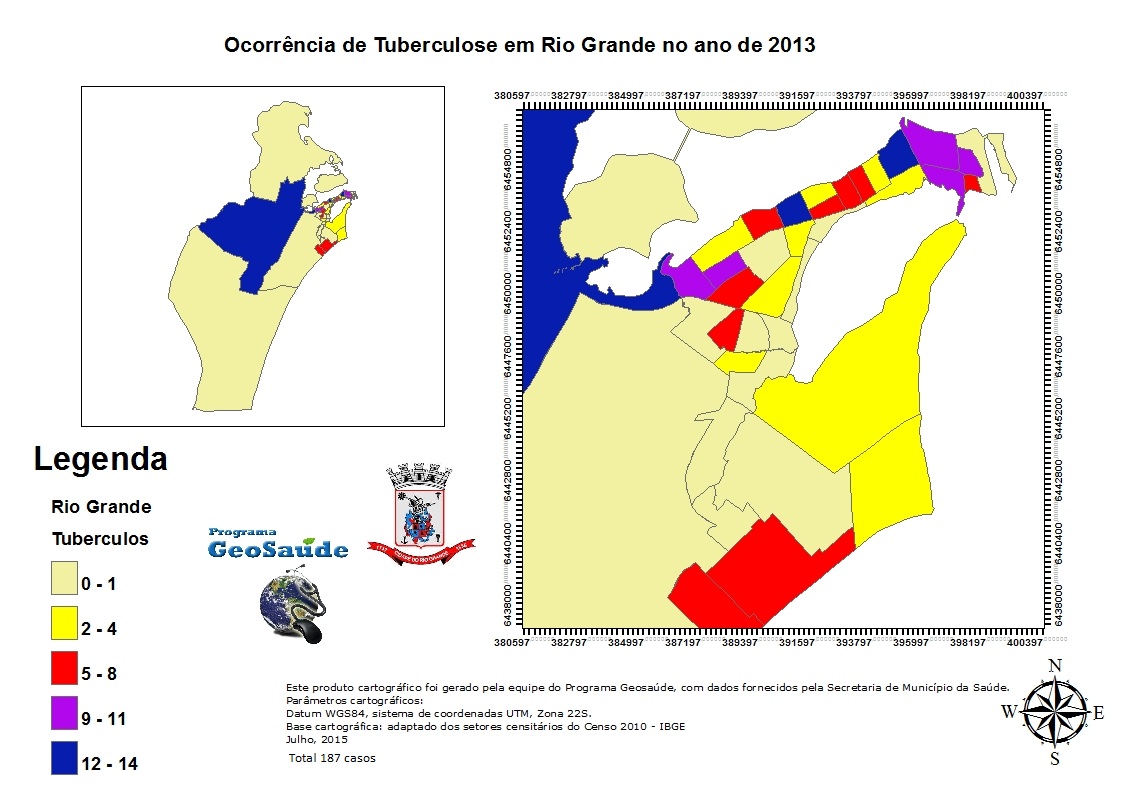 Ocorrência de Tuberculose em Rio Grande no ano de 2013
380597 382797 384997 387197 389397 391597 393797 395997 398197 400397
6454800 6454800
6452400 6452400
6450000 6450000
6447600 6447600
6445200 6445200
6442800 6442800
6440400 6440400
6438000 6438000
380597 382797 384997 387197 389397 391597 393797 395997 398197 400397
Legenda
Rio Grande
Tuberculos
0 - 1
2 - 4
5 - 8
9 - 11
12 - 14
Programa
GeoSaúde
CIDADE DO RIO GRANDE
Este produto cartográfico foi gerado pela equipe do Programa Geosaúde, com dados fornecidos pela Secretaria de Município da Saúde.
Parâmetros cartográficos:
Datum WGS84, sistema de coordenadas UTM, Zona 22S.
Base cartográfica: adaptado dos setores censitários do Censo 2010 - IBGE
Julho, 2015
Total 187 casos
N
W E
S